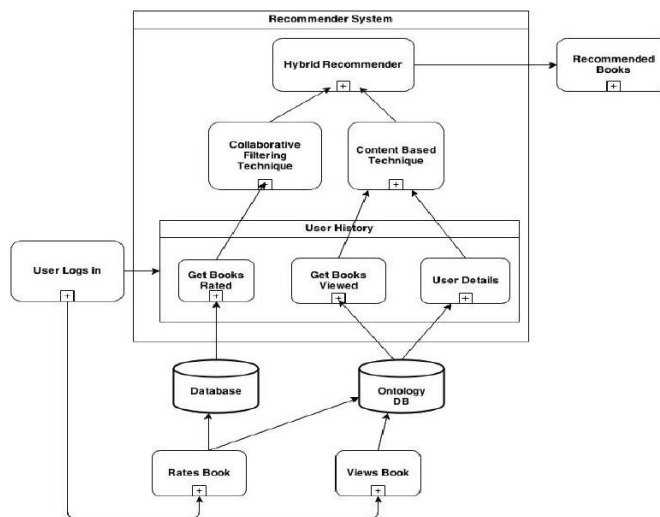 Recommender System
Hybrid Recommender
+
Recommended
Books
+
Collaborative
Filtering
Technique
+
Content Based
Technique
+
User History
User Logs in
+
Get Books
Rated
+
Get Books
Viewed
+
User Details
+
Database
Ontology
DB
Rates Book
+
Views Book
+